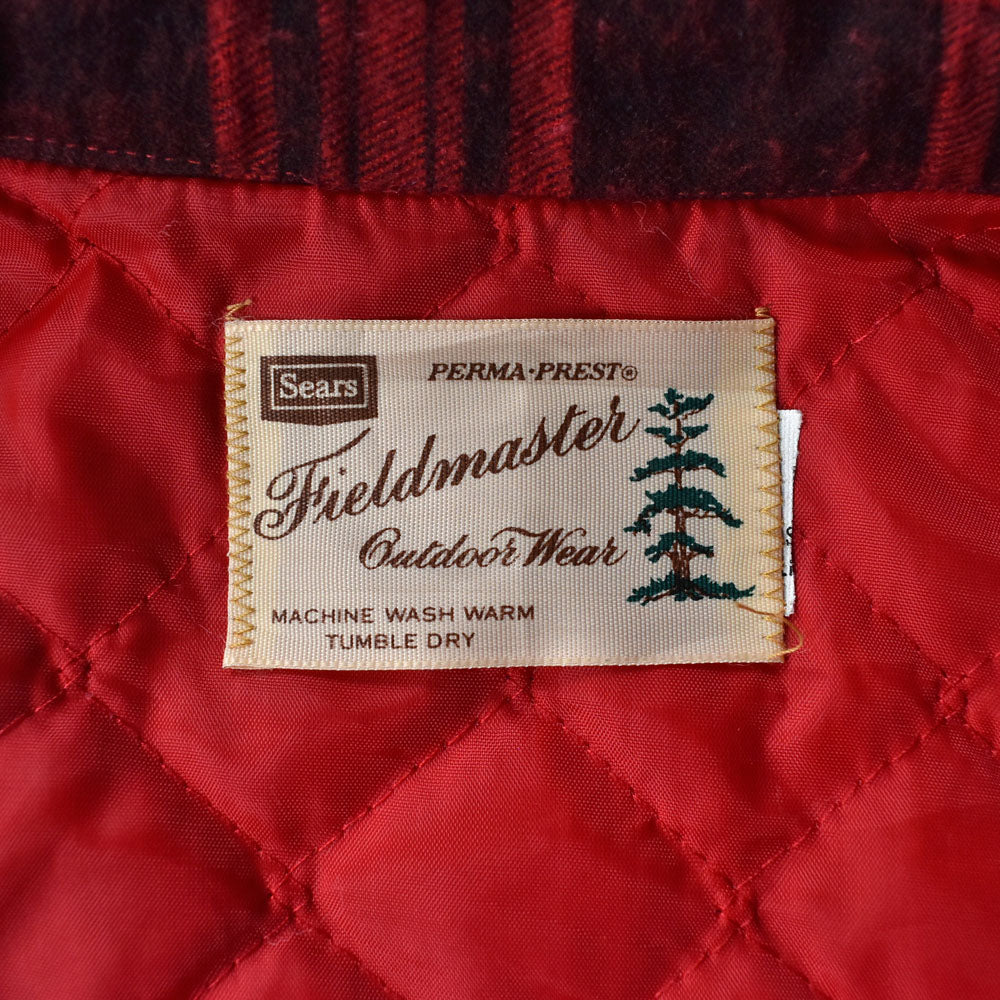 Sears
PERMA·PREST®
Fieldmaster
Outdoor Wear
MACHINE WASH WARM
TUMBLE DRY